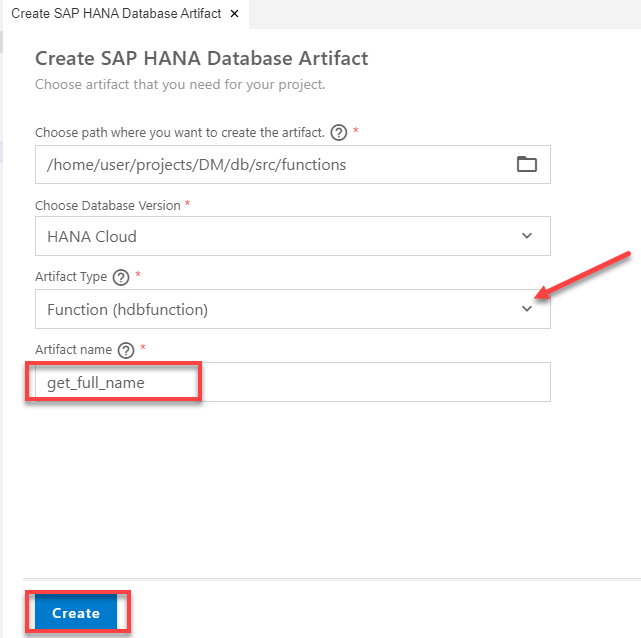 Create SAP HANA Database Artifact ×
Create SAP HANA Database Artifact
Choose artifact that you need for your project.
Choose path where you want to create the artifact. ? *
/home/user/projects/DM/db/src/functions
Choose Database Version *
HANA Cloud
Artifact Type ? *
Function (hdbfunction)
Artifact name ? *
get_full_name
Create